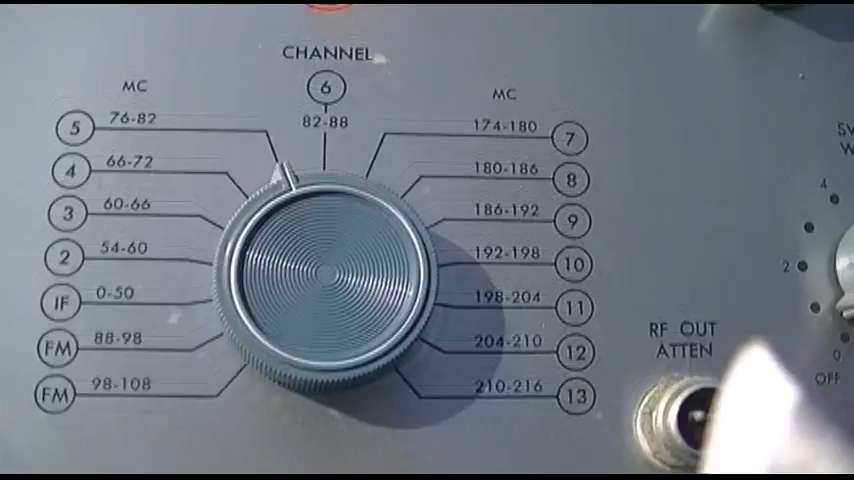 CHANNEL
6
82-88
MC
5 76-82
4 66-72
3 60-66
2 54-60
IF 0-50
FM 88-98
FM 98-108
MC
174-180 7
180-186 8
186-192 9
192-198 10
198-204 11
204-210 12
210-216 13
RF OUT
ATTEN
4
2
0
OFF